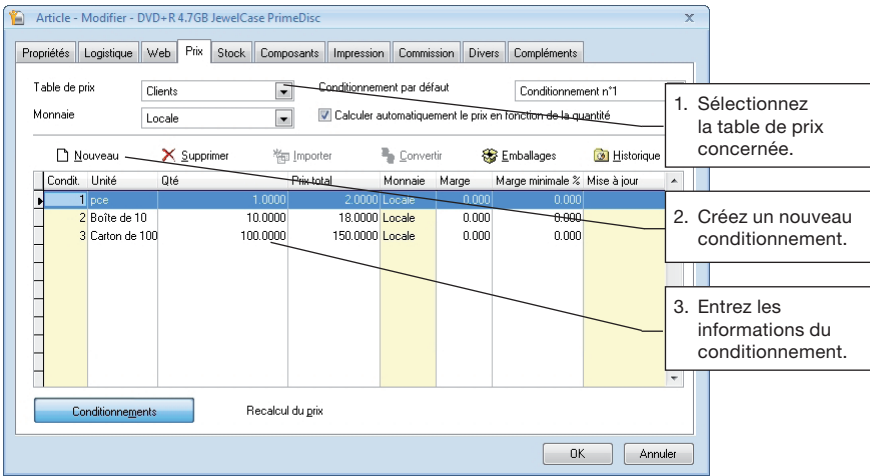 Article - Modifier - DVD+R 4.7GB JewelCase PrimeDisc
Propriétés Logistique Web Prix Stock Composants Impression Commission Divers Compléments
Table de prix Clients Conditionnement par défaut Conditionnement n°1
Monnaie Locale Calculer automatiquement le prix en fonction de la quantité
Nouveau Supprimer Importer Convertir Emballages Historique
Condit. Unité Qté Prix total Monnaie Marge Marge minimale % Mise à jour
1 pce 1.0000 2.0000 Locale 0.000 0.000
2 Boîte de 10 10.0000 18.0000 Locale 0.000 0.000
3 Carton de 100 100.0000 150.0000 Locale 0.000 0.000
Conditionnements Recalcul du prix
OK Annuler
1. Sélectionnez
la table de prix
concernée.
2. Créez un nouveau
conditionnement.
3. Entrez les
informations du
conditionnement.